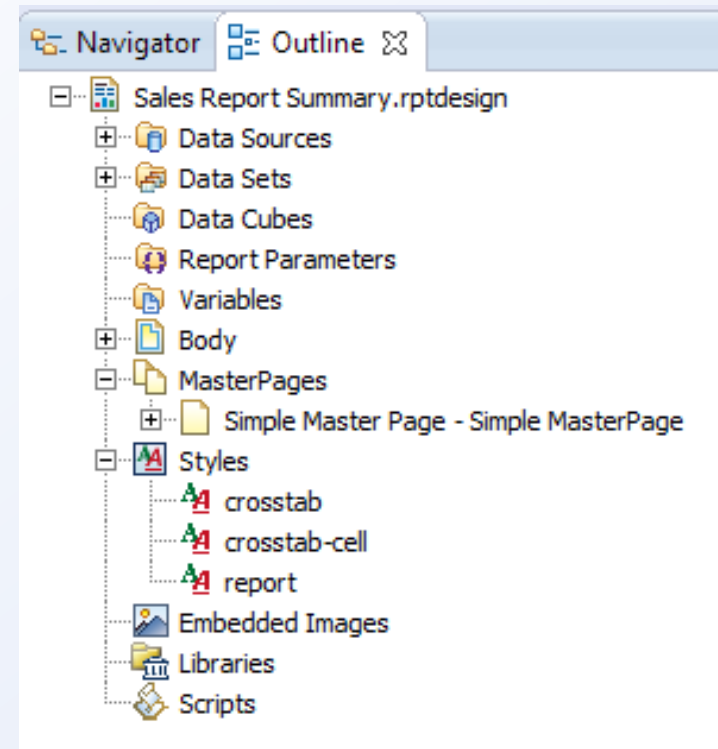 Navigator Outline
Sales Report Summary.rptdesign
Data Sources
Data Sets
Data Cubes
Report Parameters
Variables
Body
MasterPages
Simple Master Page - Simple MasterPage
Styles
crosstab
crosstab-cell
report
Embedded Images
Libraries
Scripts